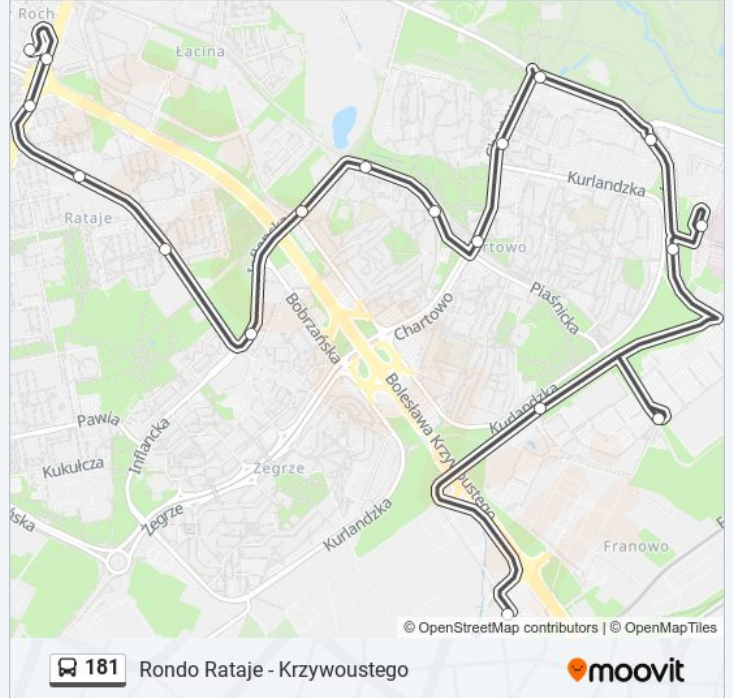 Roch
Łacina
Kurlandzka
Rataje
Inflancka
Piaśnicka
Bobrzańska
Chartowo
Bolesława Krzywoustego
Kurlandzka
Pawia
Inflancka
Kukułcza
Żegrze
Żegrze
Kurlandzka
Franowo
© OpenStreetMap contributors | © OpenMapTiles
181 Rondo Rataje - Krzywoustego
moovit